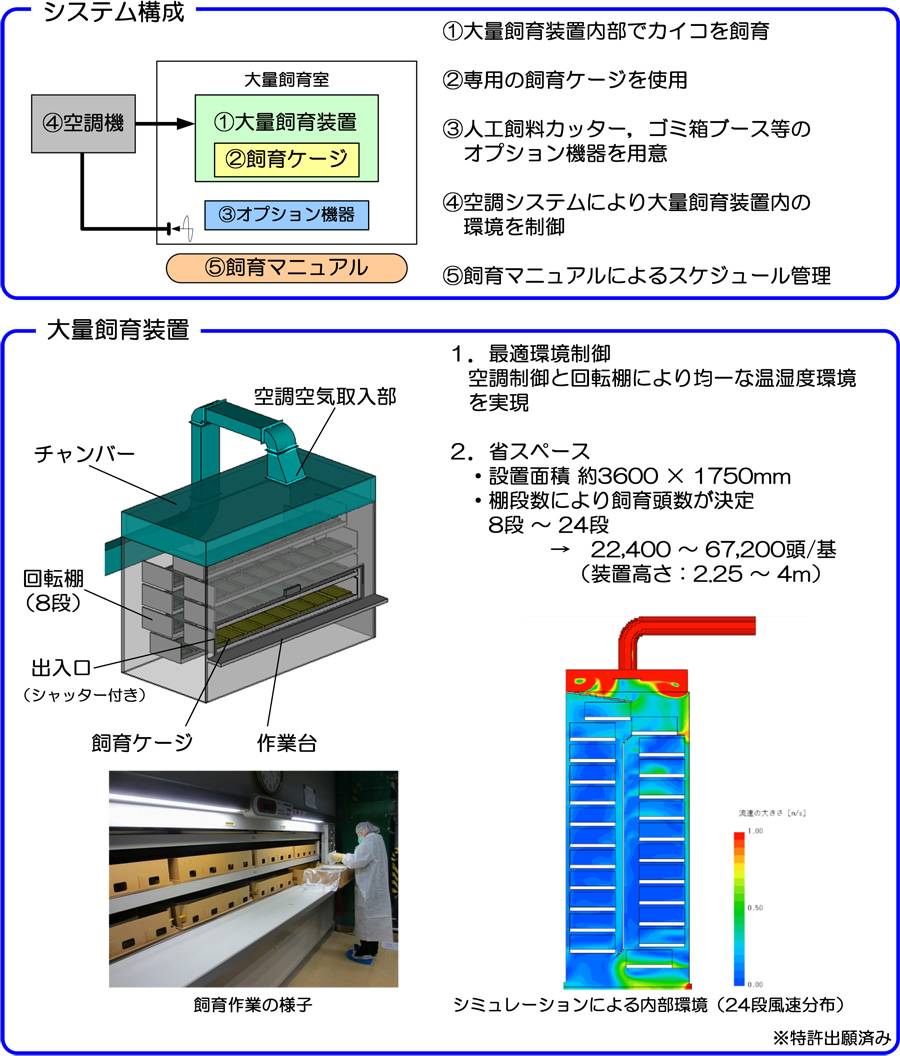 システム構成
大量飼育室
④空調機
①大量飼育装置
②飼育ケージ
③オプション機器
⑤飼育マニュアル
①大量飼育装置内部でカイコを飼育
②専用の飼育ケージを使用
③人工飼料カッター，ゴミ箱ブース等の
オプション機器を用意
④空調システムにより大量飼育装置内の
環境を制御
⑤飼育マニュアルによるスケジュール管理
大量飼育装置
空調空気取入部
チャンバー
回転棚
（8段）
出入口
（シャッター付き）
飼育ケージ
作業台
飼育作業の様子
１．最適環境制御
空調制御と回転棚により均一な温湿度環境
を実現
２．省スペース
・設置面積 約3600 × 1750mm
・棚段数により飼育頭数が決定
8段 ～ 24段
→ 22,400 ～ 67,200頭/基
（装置高さ：2.25 ～ 4m）
流速の大きさ [m/s]
1.00
0.50
0.00
シミュレーションによる内部環境（24段風速分布）
※特許出願済み